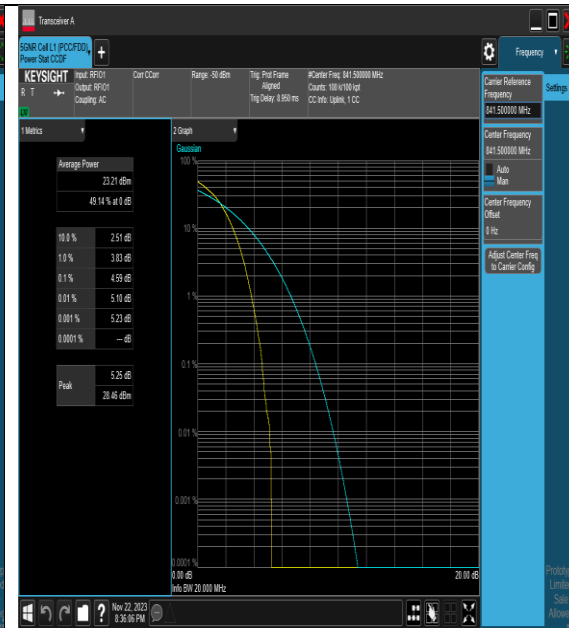 Transceiver A
5GNR Cell L1 (PCC/FDD)
Power Stat CCDF
+
Frequency
KEYSIGHT
R T
Input: RFIO1
Output: RFIO1
Coupling: AC
Corr CCorr
Range: -50 dBm
Trig: Prot Frame
Aligned
Trig Delay: 8.950 ms
#Center Freq: 841.500000 MHz
Counts: 100 k/100 kpt
CC Info: Uplink, 1 CC
Carrier Reference
Frequency
841.500000 MHz
Settings
Center Frequency
841.500000 MHz
Auto
Man
Center Frequency
Offset
0 Hz
Adjust Center Freq
to Carrier Config
1 Metrics
Average Power
23.21 dBm
49.14 % at 0 dB
10.0 % 2.51 dB
1.0 % 3.83 dB
0.1 % 4.59 dB
0.01 % 5.10 dB
0.001 % 5.23 dB
0.0001 % --- dB
Peak
5.25 dB
28.46 dBm
2 Graph
Gaussian
100 %
10 %
1 %
0.1 %
0.01 %
0.001 %
0.0001 %
0.00 dB
20.00 dB
Info BW 20.000 MHz
Nov 22, 2023
8:36:06 PM
?